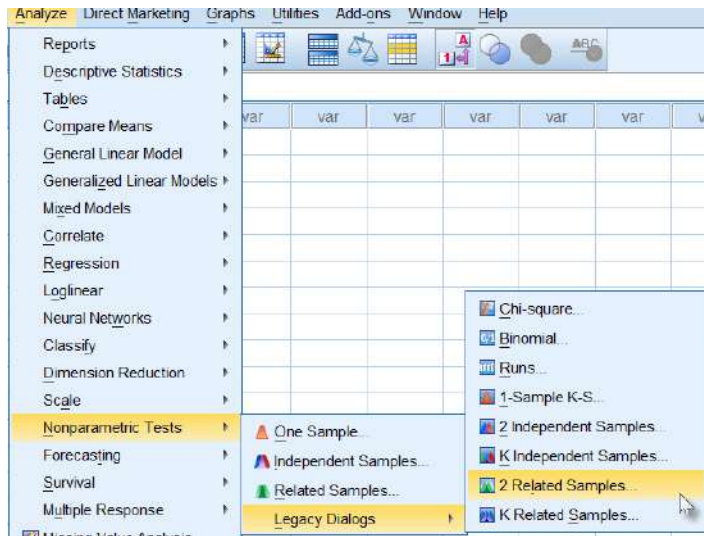 Analyze Direct Marketing Graphs Utilities Add-ons Window Help
Reports
Descriptive Statistics
Tables
Compare Means
General Linear Model
Generalized Linear Models
Mixed Models
Correlate
Regression
Loglinear
Neural Networks
Classify
Dimension Reduction
Scale
Nonparametric Tests
Forecasting
Survival
Multiple Response
var var var var var var
One Sample...
Independent Samples...
Related Samples...
Legacy Dialogs
Chi-square...
Binomial...
Runs...
1-Sample K-S...
2 Independent Samples...
K Independent Samples...
2 Related Samples...
K Related Samples...